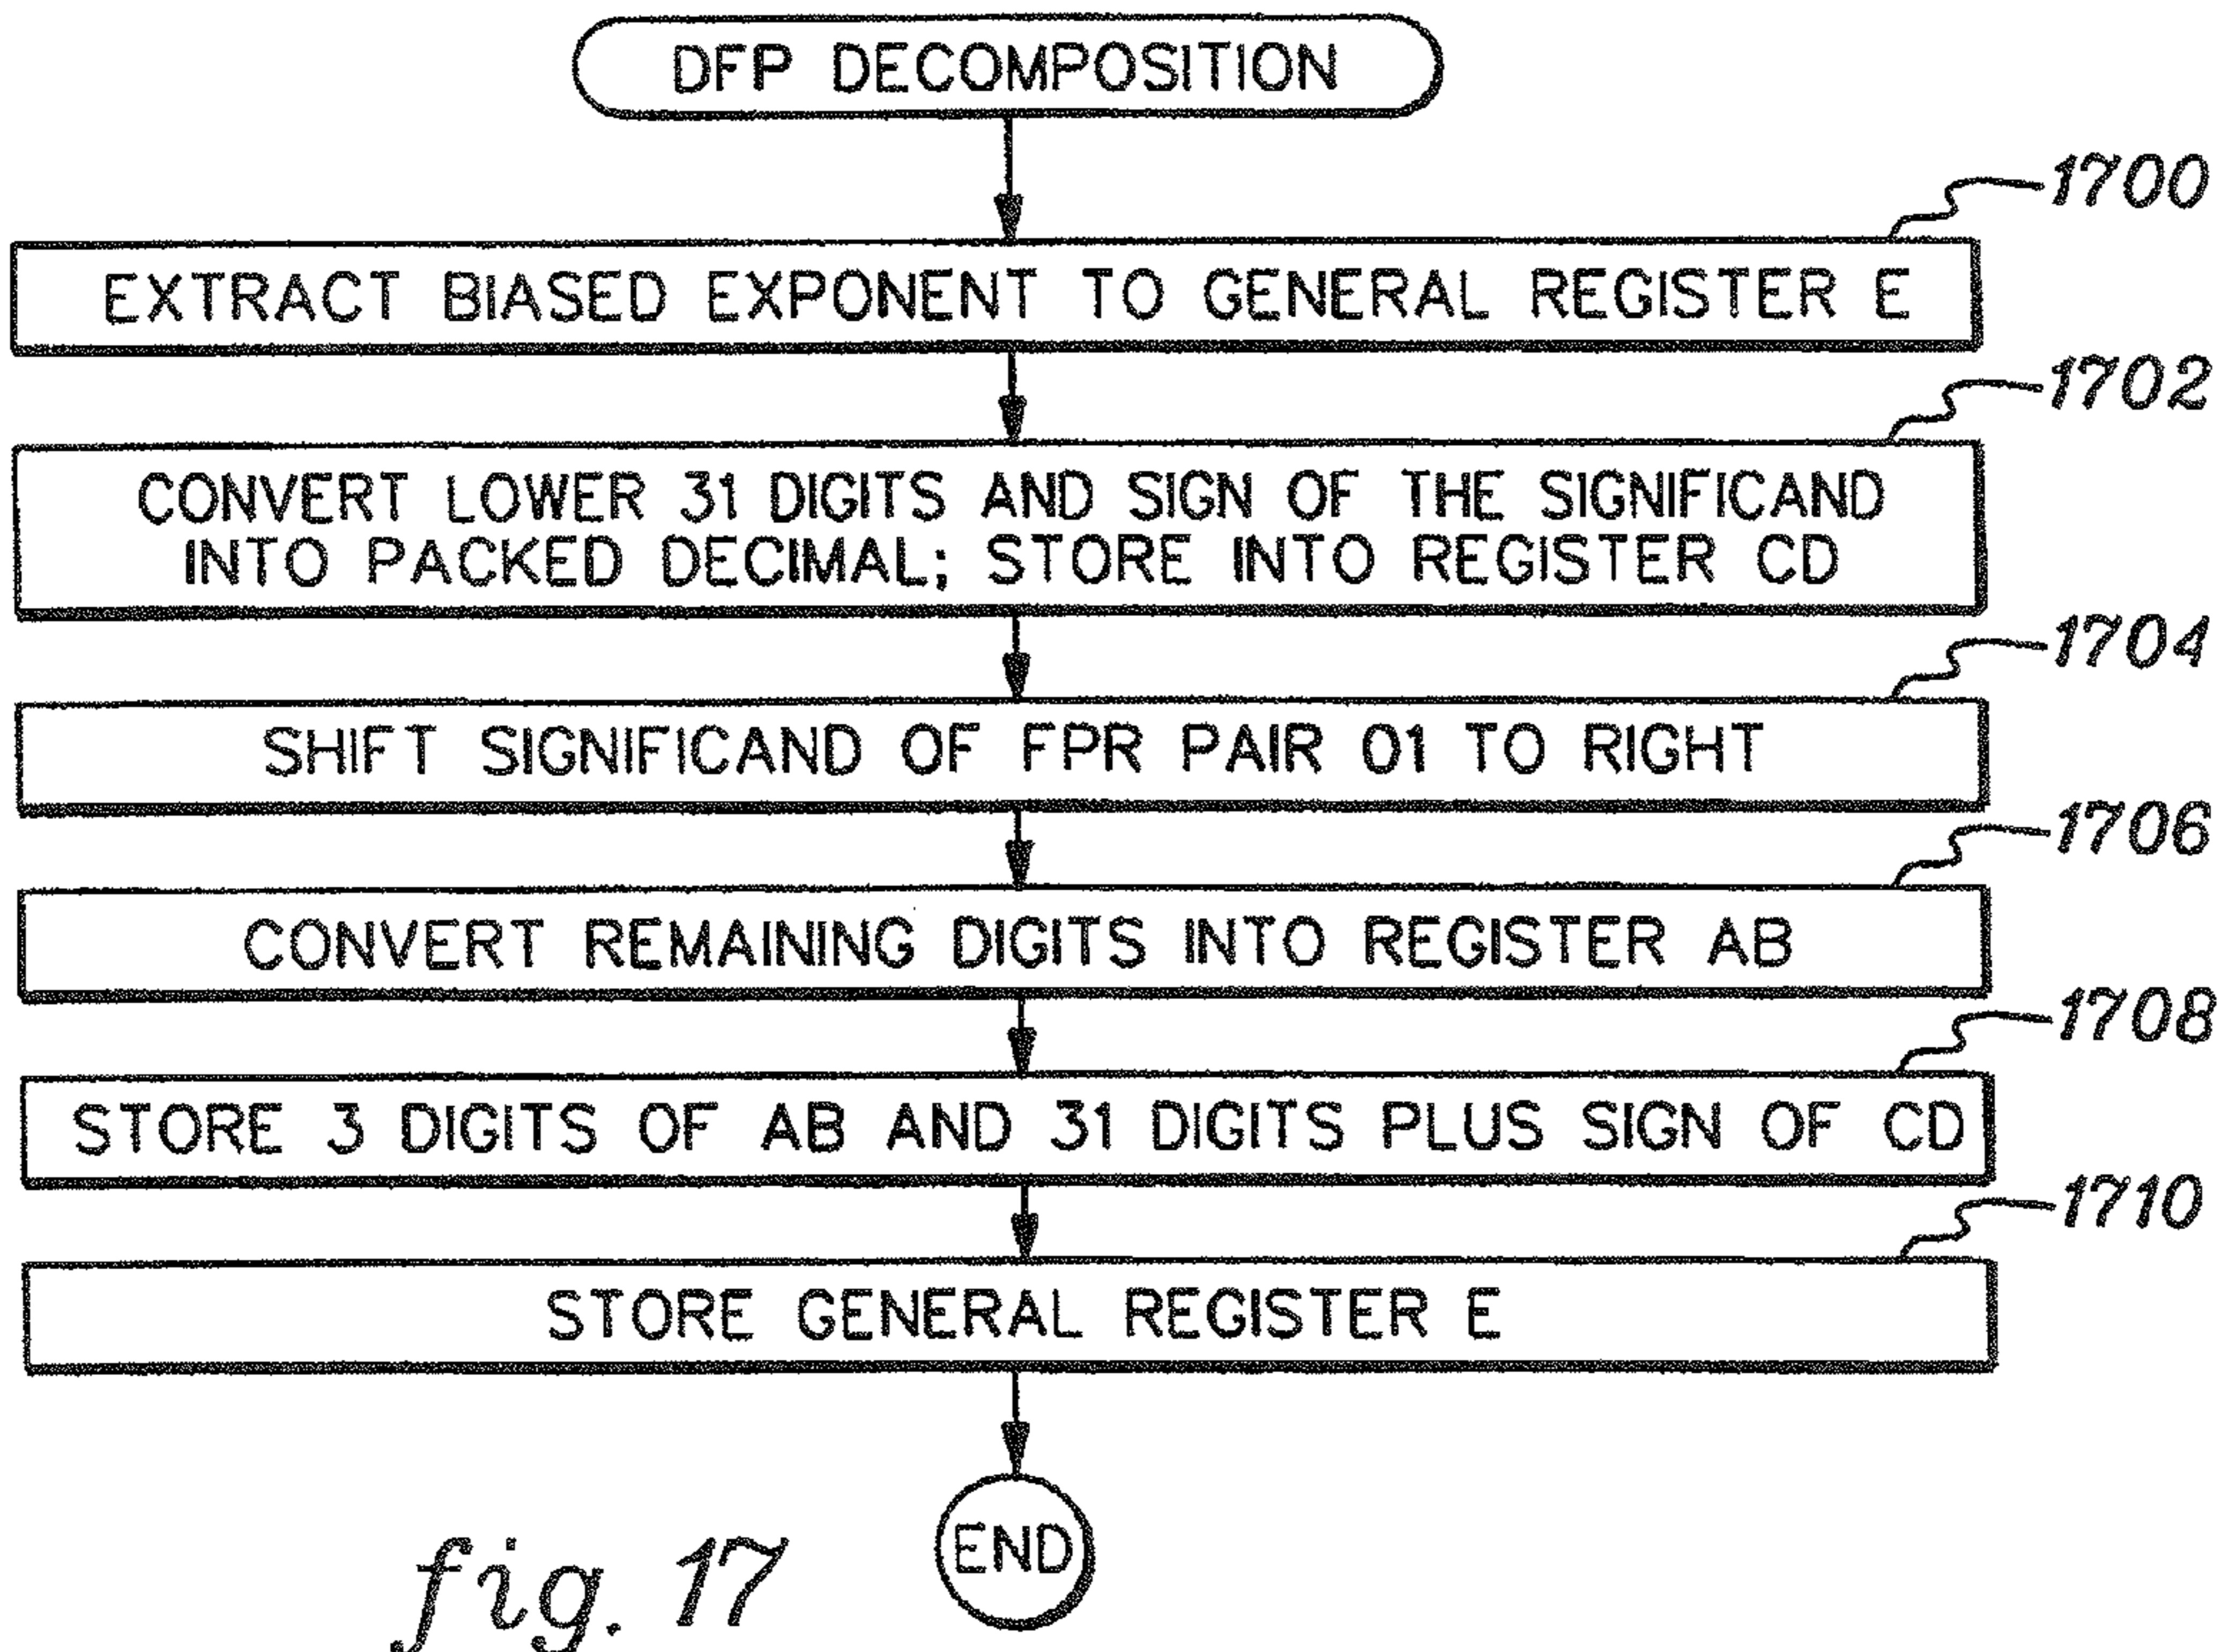 DFP DECOMPOSITION
1700
EXTRACT BIASED EXPONENT TO GENERAL REGISTER E
1702
CONVERT LOWER 31 DIGITS AND SIGN OF THE SIGNIFICAND
INTO PACKED DECIMAL; STORE INTO REGISTER CD
1704
SHIFT SIGNIFICAND OF FPR PAIR 01 TO RIGHT
1706
CONVERT REMAINING DIGITS INTO REGISTER AB
1708
STORE 3 DIGITS OF AB AND 31 DIGITS PLUS SIGN OF CD
1710
STORE GENERAL REGISTER E
END
fig. 17